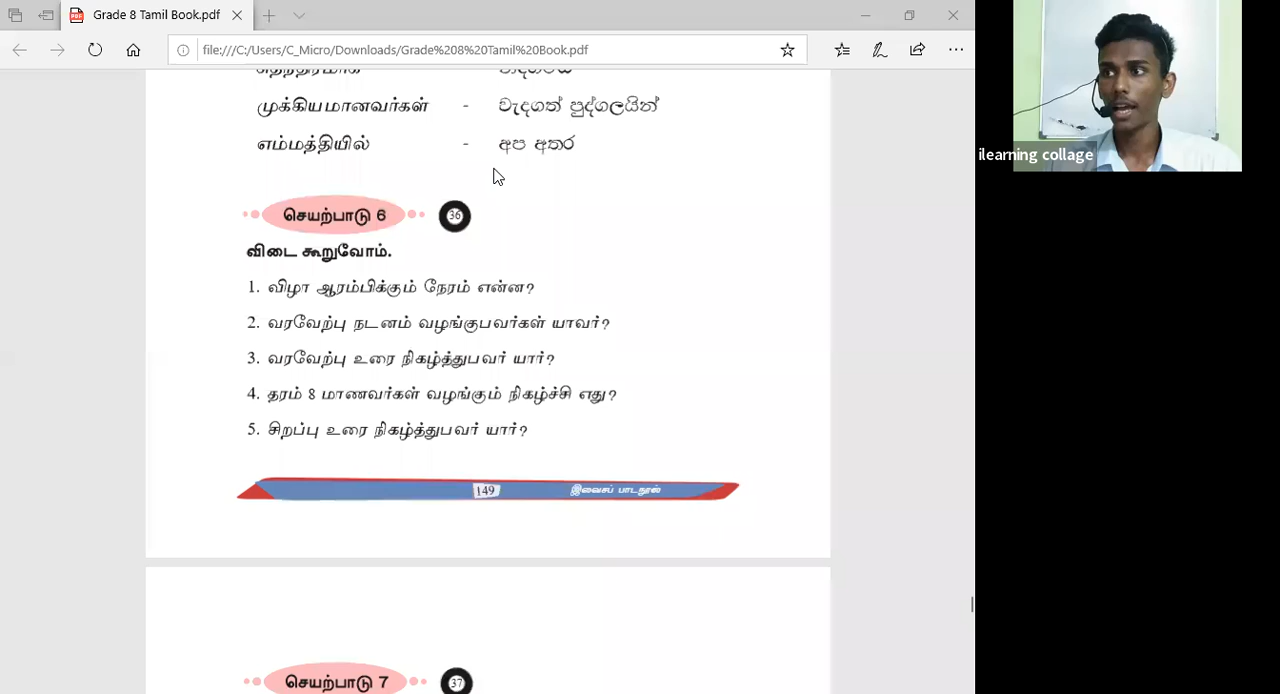 Grade 8 Tamil Book.pdf
file:///C:/Users/C_Micro/Downloads/Grade%208%20Tamil%20Book.pdf
முக்கியமானவர்கள் - වැදගත් පුද්ගලයින්
எம்மத்தியில் - අප අතර
செயற்பாடு 6 36
விடை கூறுவோம்.
1. விழா ஆரம்பிக்கும் நேரம் என்ன?
2. வரவேற்பு நடனம் வழங்குபவர்கள் யாவர்?
3. வரவேற்பு உரை நிகழ்த்துபவர் யார்?
4. தரம் 8 மாணவர்கள் வழங்கும் நிகழ்ச்சி எது?
5. சிறப்பு உரை நிகழ்த்துபவர் யார்?
149 இலவசப் பாடநூல்
செயற்பாடு 7 37
ilearning collage